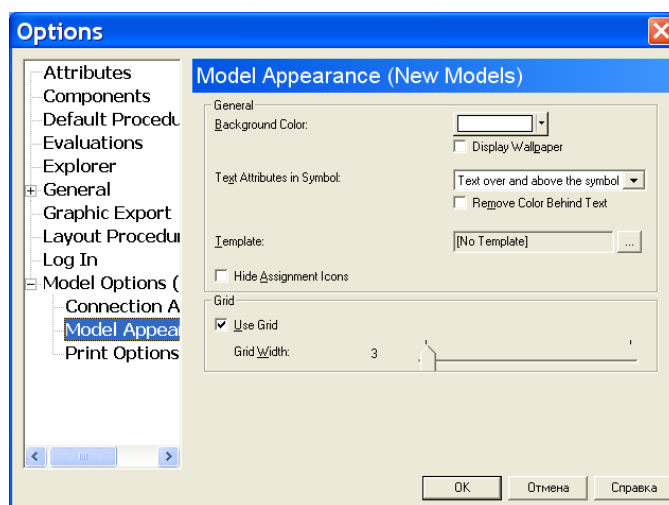 Options
Attributes
Components
Default Procedu
Evaluations
Explorer
General
Graphic Export
Layout Procedur
Log In
Model Options (
Connection A
Model Appear
Print Options
Model Appearance (New Models)
General
Background Color:
Display Wallpaper
Text Attributes in Symbol:
Text over and above the symbol
Remove Color Behind Text
Template:
[No Template]
...
Hide Assignment Icons
Grid
Use Grid
Grid Width:
3
OK
Отмена
Справка